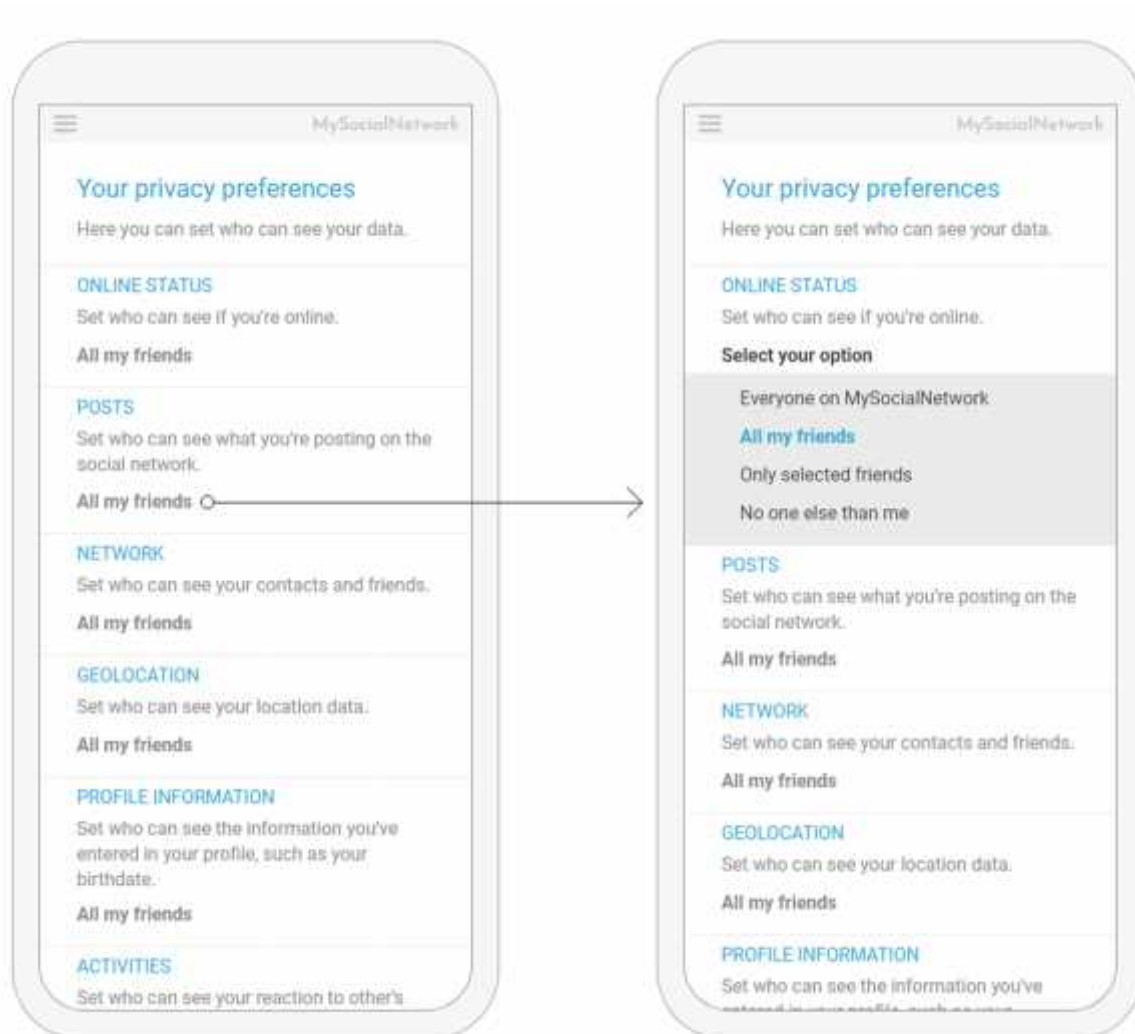 MySocialNetwork
Your privacy preferences
Here you can set who can see your data.
ONLINE STATUS
Set who can see if you're online.
All my friends
POSTS
Set who can see what you're posting on the
social network.
All my friends
NETWORK
Set who can see your contacts and friends.
All my friends
GEOLOCATION
Set who can see your location data.
All my friends
PROFILE INFORMATION
Set who can see the information you've
entered in your profile, such as your
birthdate.
All my friends
ACTIVITIES
Set who can see your reaction to other's
MySocialNetwork
Your privacy preferences
Here you can set who can see your data.
ONLINE STATUS
Set who can see if you're online.
Select your option
Everyone on MySocialNetwork
All my friends
Only selected friends
No one else than me
POSTS
Set who can see what you're posting on the
social network.
All my friends
NETWORK
Set who can see your contacts and friends.
All my friends
GEOLOCATION
Set who can see your location data.
All my friends
PROFILE INFORMATION
Set who can see the information you've
entered in your profile, such as your